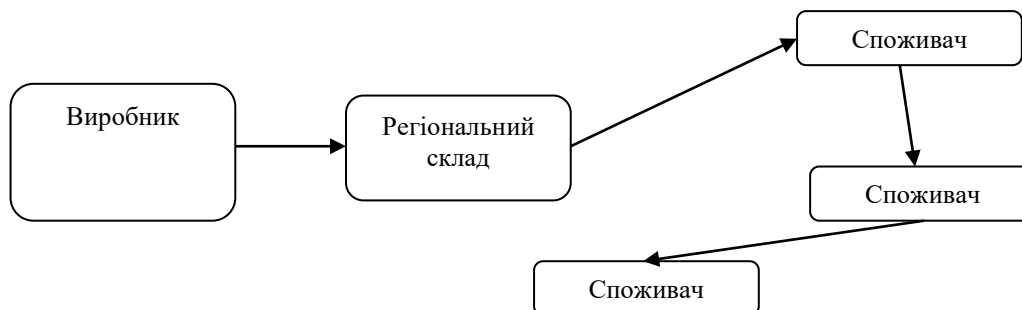 Виробник
Регіональний
склад
Споживач
Споживач
Споживач